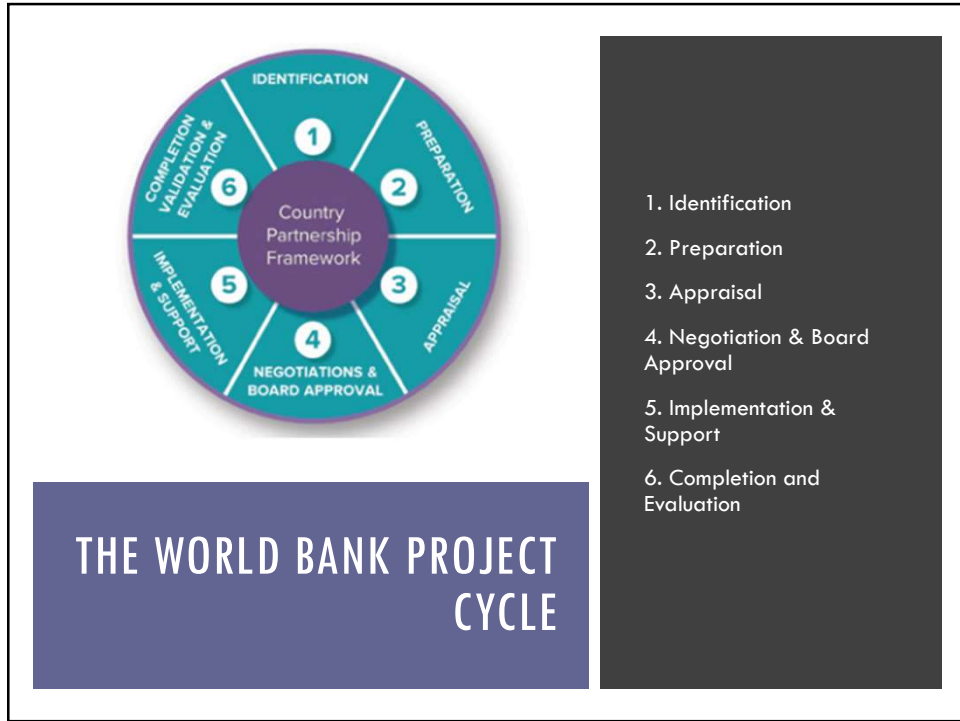 IDENTIFICATION
1
PREPARATION
2
APPRAISAL
3
4
NEGOTIATIONS &
BOARD APPROVAL
IMPLEMENTATION
& SUPPORT
5
COMPLETION
VALIDATION &
EVALUATION
6
Country
Partnership
Framework
THE WORLD BANK PROJECT
CYCLE
1. Identification
2. Preparation
3. Appraisal
4. Negotiation & Board
Approval
5. Implementation &
Support
6. Completion and
Evaluation